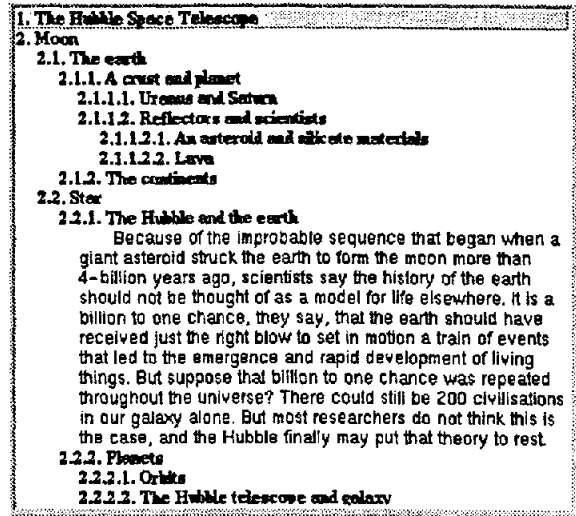 1. The Hubble Space Telescope
2. Moon
2.1. The earth
2.1.1. A crust and planet
2.1.1.1. Uranus and Saturn
2.1.1.2. Reflectors and scientists
2.1.1.2.1. An asteroid and silicate materials
2.1.1.2.2. Lava
2.1.2. The continents
2.2. Star
2.2.1. The Hubble and the earth
Because of the improbable sequence that began when a
giant asteroid struck the earth to form the moon more than
4-billion years ago, scientists say the history of the earth
should not be thought of as a model for life elsewhere. It is a
billion to one chance, they say, that the earth should have
received just the right blow to set in motion a train of events
that led to the emergence and rapid development of living
things. But suppose that billion to one chance was repeated
throughout the universe? There could still be 200 civilisations
in our galaxy alone. But most researchers do not think this is
the case, and the Hubble finally may put that theory to rest.
2.2.2. Planets
2.2.2.1. Orbits
2.2.2.2. The Hubble telescope and galaxy